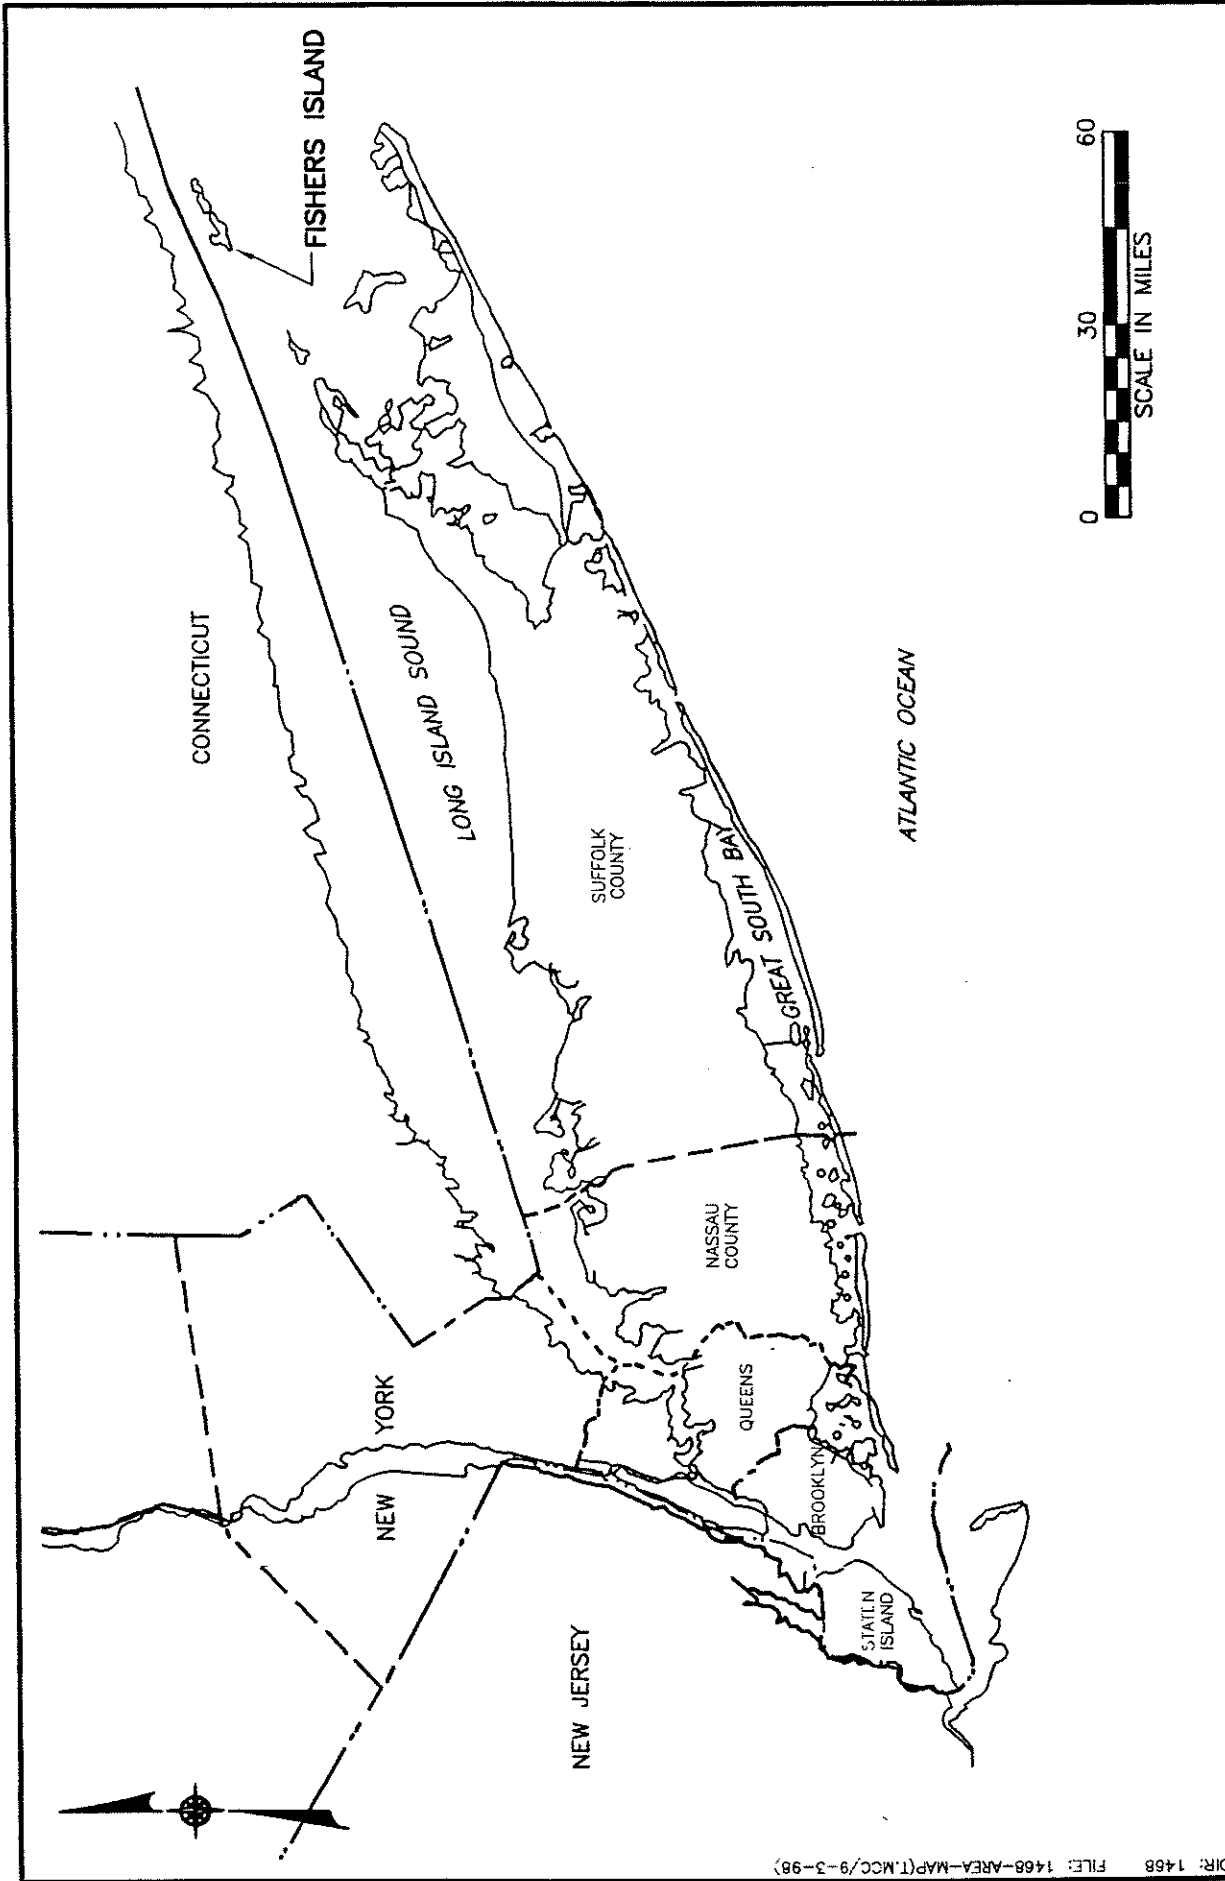 FISHERS ISLAND
CONNECTICUT
LONG ISLAND SOUND
SUFFOLK
COUNTY
GREAT SOUTH BAY
ATLANTIC OCEAN
NASSAU
COUNTY
NEW YORK
QUEENS
BROOKLYN
STATEN
ISLAND
NEW JERSEY
0 30 60
SCALE IN MILES
DIR: 1468 FILE: 1468-AREA-MAP(T.MCC/9-3-98)